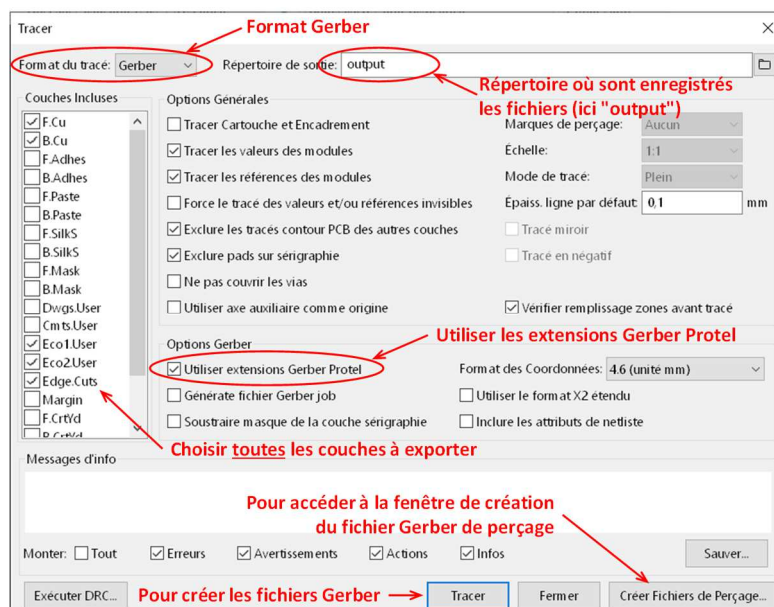 Tracer
Format Gerber
Format du tracé: Gerber
Répertoire de sortie: output
Répertoire où sont enregistrés
les fichiers (ici "output")
Couches Incluses
F.Cu
B.Cu
F.Adhes
B.Adhes
F.Paste
B.Paste
F.SilkS
B.SilkS
F.Mask
B.Mask
Dwgs.User
Cmts.User
Eco1.User
Eco2.User
Edge.Cuts
Margin
F.CrtYd
B.CrtYd
Options Générales
Tracer Cartouche et Encadrement
Tracer les valeurs des modules
Tracer les références des modules
Force le tracé des valeurs et/ou références invisibles
Exclure les tracés contour PCB des autres couches
Exclure pads sur sérigraphie
Ne pas couvrir les vias
Utiliser axe auxiliaire comme origine
Marques de perçage: Aucun
Échelle: 1:1
Mode de tracé: Plein
Épaiss. ligne par défaut: 0,1 mm
Tracé miroir
Tracé en négatif
Vérifier remplissage zones avant tracé
Utiliser les extensions Gerber Protel
Options Gerber
Utiliser extensions Gerber Protel
Générate fichier Gerber job
Soustraire masque de la couche sérigraphie
Format des Coordonnées: 4.6 (unité mm)
Utiliser le format X2 étendu
Inclure les attributs de netliste
Choisir toutes les couches à exporter
Messages d'info
Pour accéder à la fenêtre de création
du fichier Gerber de perçage
Monter: Tout Erreurs Avertissements Actions Infos Sauver...
Exécuter DRC... Pour créer les fichiers Gerber Tracer Fermer Créer Fichiers de Perçage...